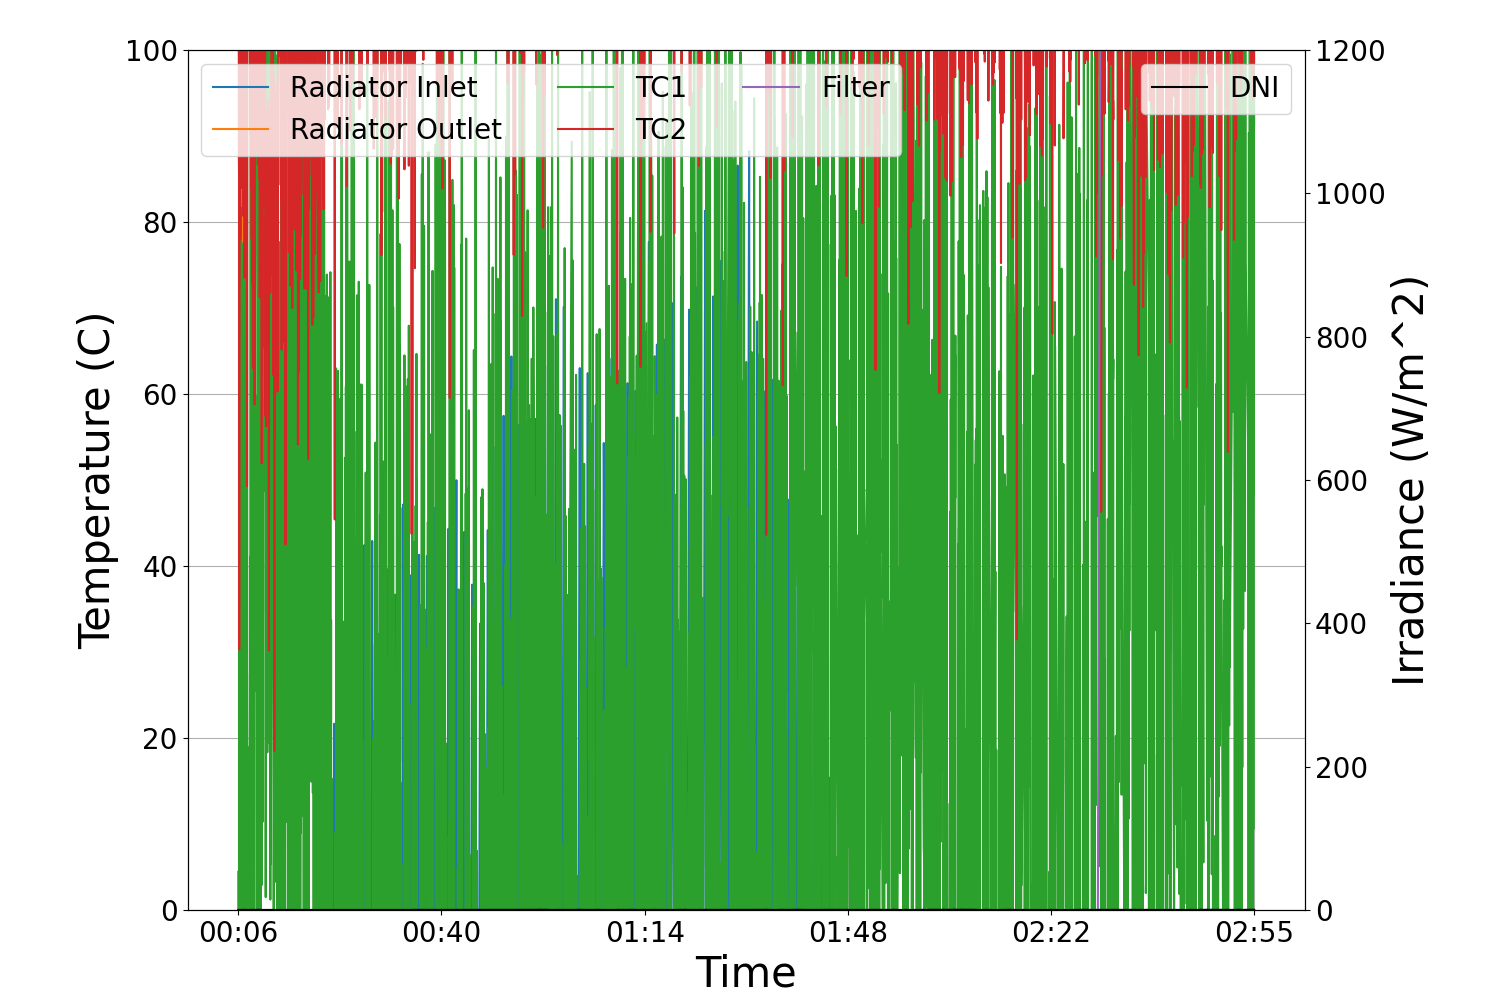 Radiator Inlet
Radiator Outlet
TC1
TC2
Filter
DNI
Temperature (C)
100
80
60
40
20
0
Irradiance (W/m^2)
1200
1000
800
600
400
200
0
00:06 00:40 01:14 01:48 02:22 02:55
Time